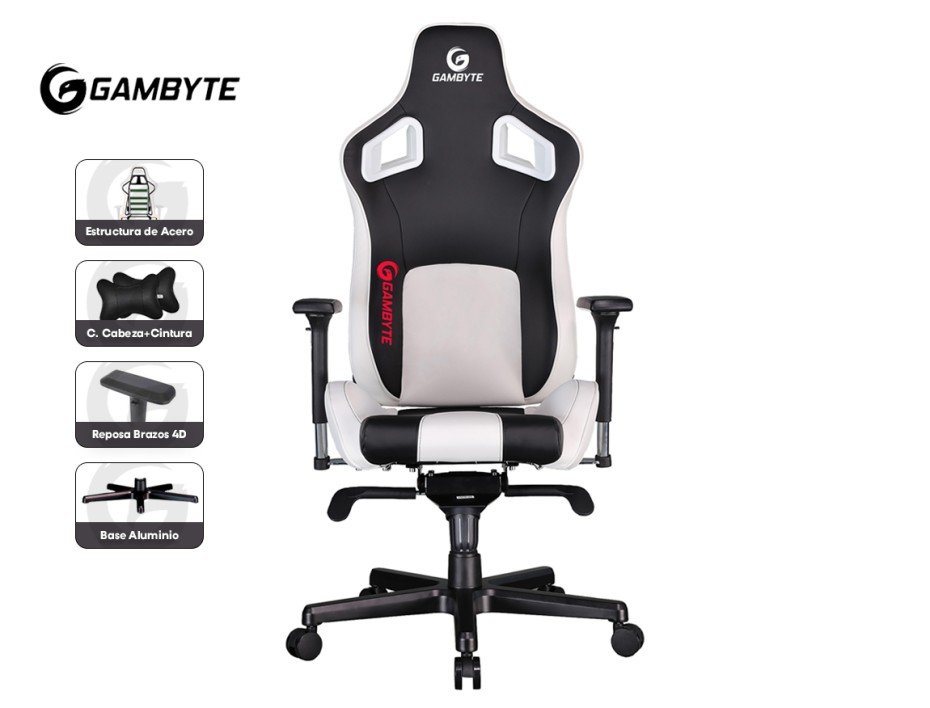 GAMBYTE
Estructura de Acero
C. Cabeza+Cintura
Reposa Brazos 4D
Base Aluminio
GAMBYTE
GAMBYTE